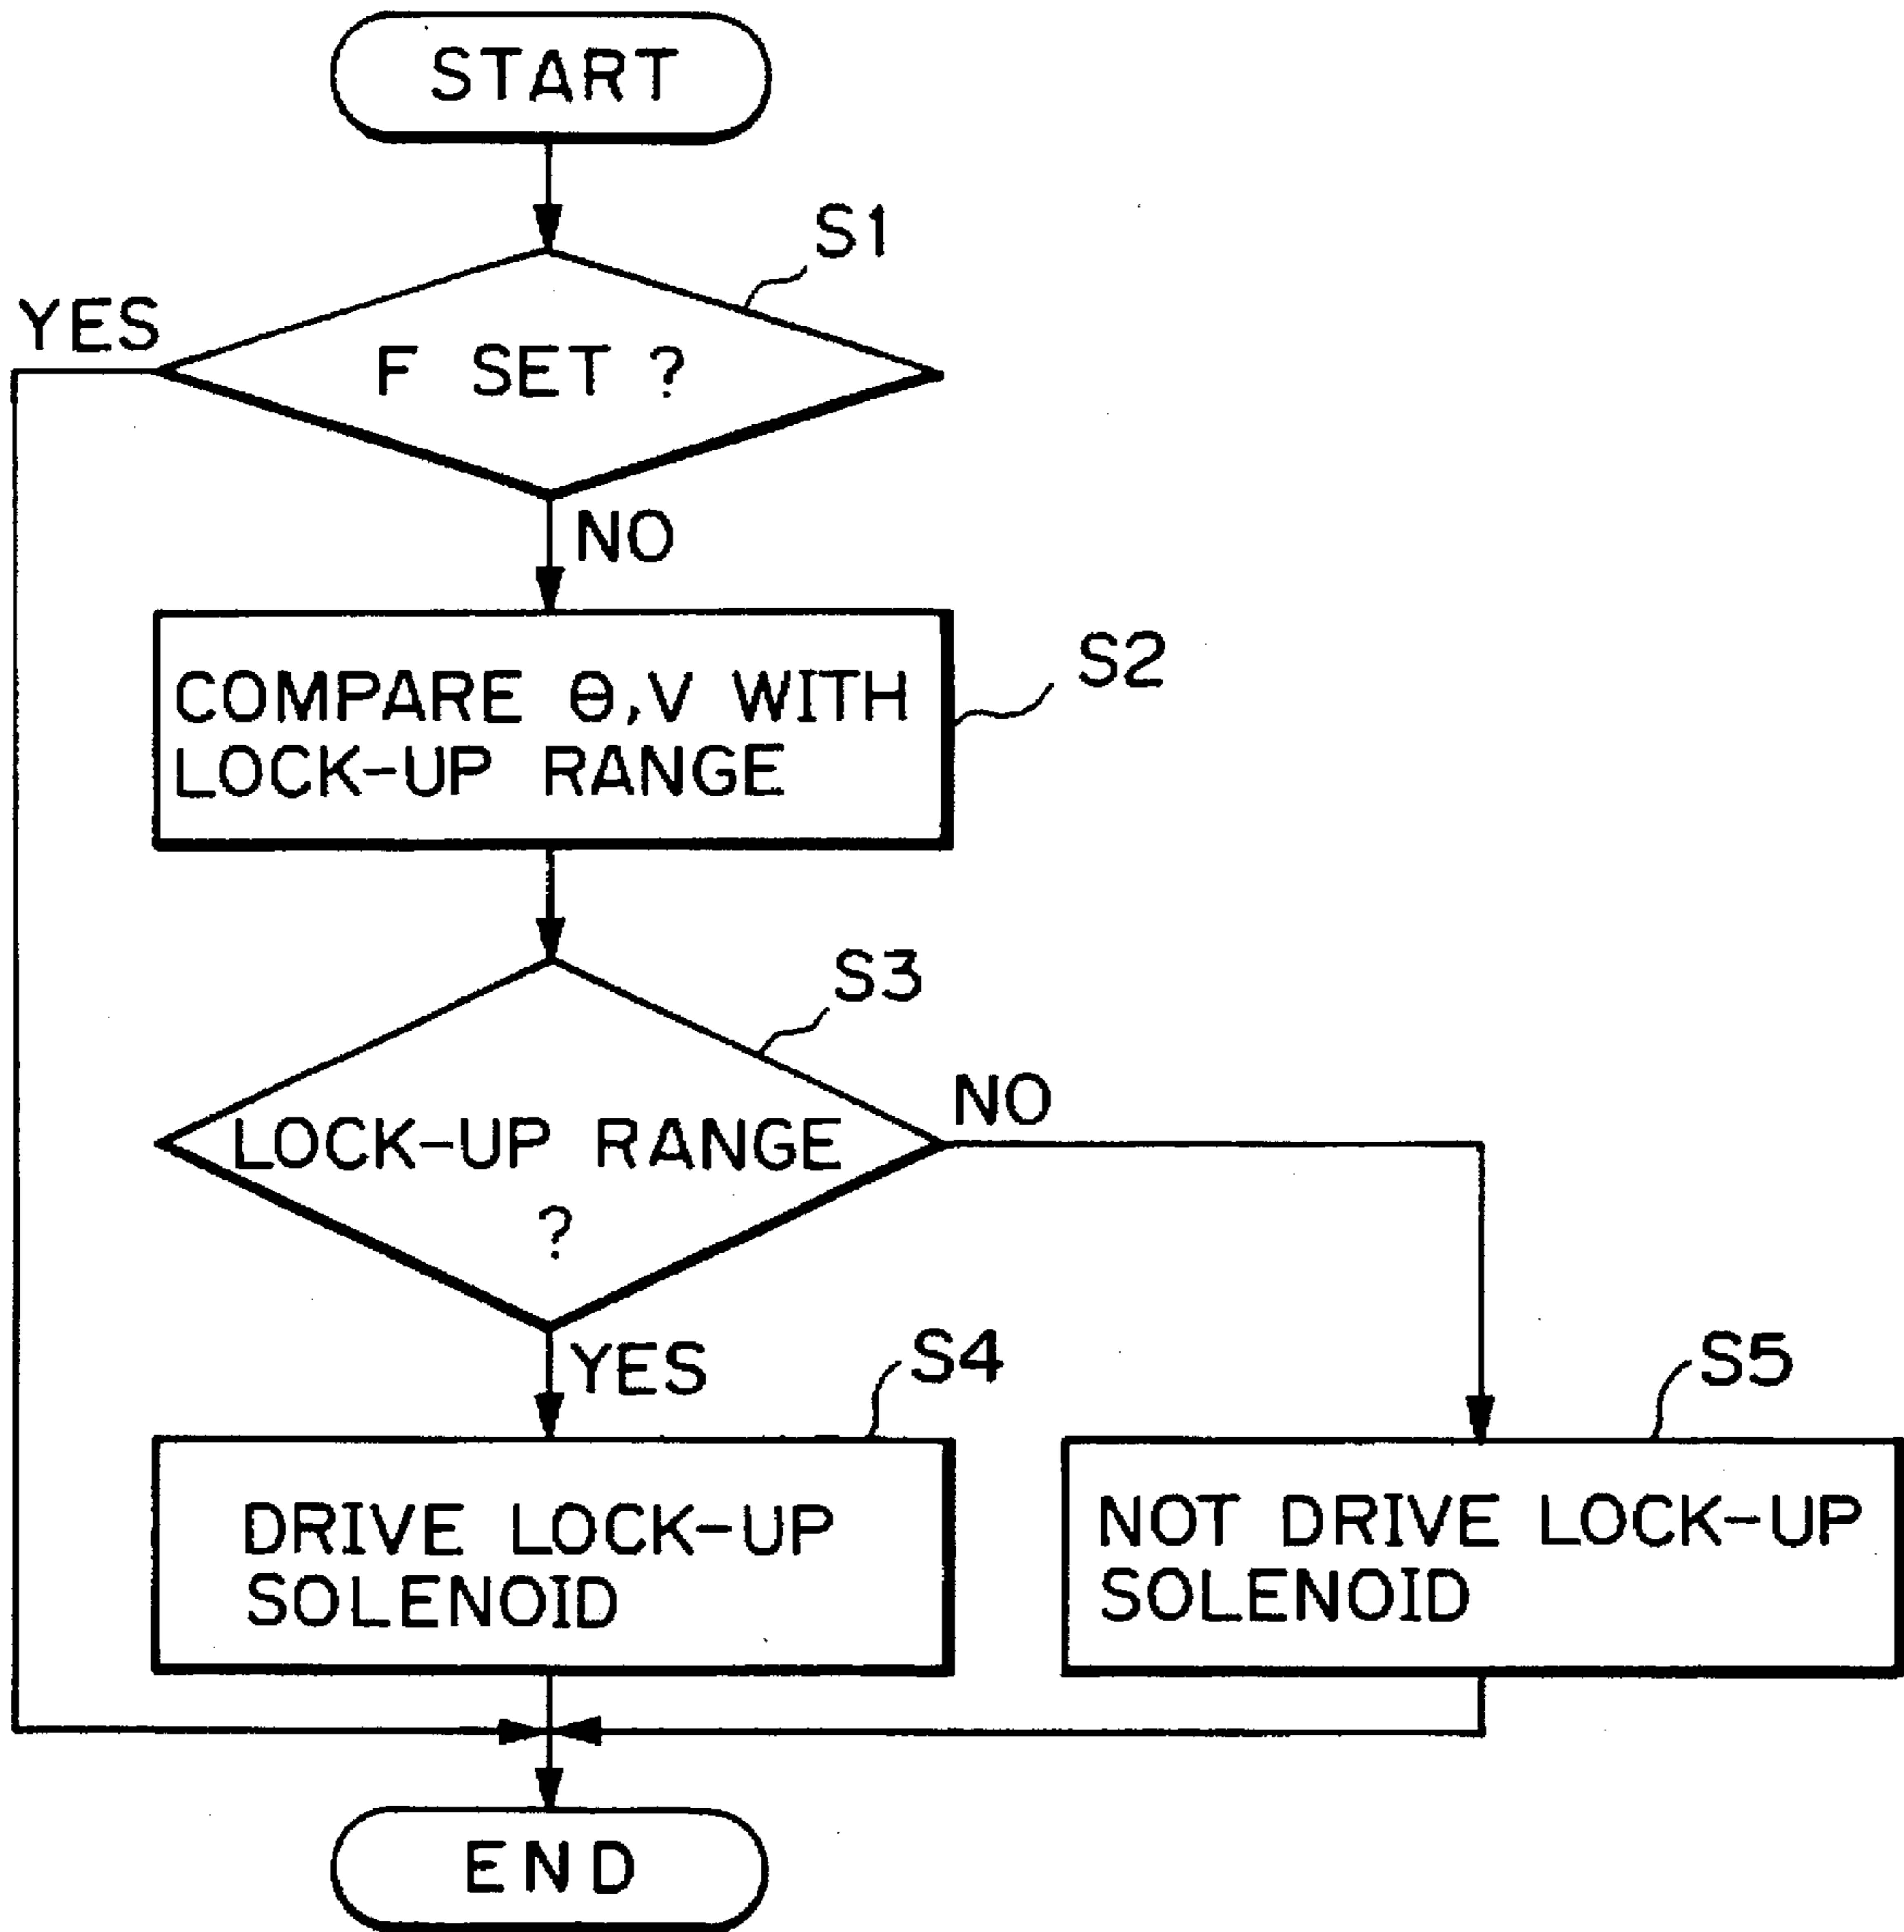 START
S1
YES
F SET ?
NO
S2
COMPARE Θ,V WITH
LOCK-UP RANGE
S3
NO
LOCK-UP RANGE
?
YES
S4
S5
DRIVE LOCK-UP
SOLENOID
NOT DRIVE LOCK-UP
SOLENOID
END